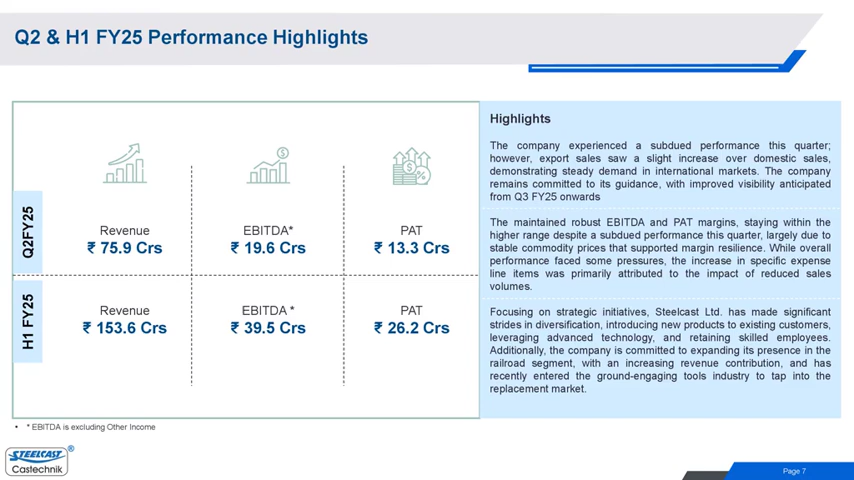 Q2 & H1 FY25 Performance Highlights
Q2FY25
Revenue
₹ 75.9 Crs
EBITDA*
₹ 19.6 Crs
PAT
₹ 13.3 Crs
H1 FY25
Revenue
₹ 153.6 Crs
EBITDA *
₹ 39.5 Crs
PAT
₹ 26.2 Crs
Highlights
The company experienced a subdued performance this quarter;
however, export sales saw a slight increase over domestic sales,
demonstrating steady demand in international markets. The company
remains committed to its guidance, with improved visibility anticipated
from Q3 FY25 onwards
The maintained robust EBITDA and PAT margins, staying within the
higher range despite a subdued performance this quarter, largely due to
stable commodity prices that supported margin resilience. While overall
performance faced some pressures, the increase in specific expense
line items was primarily attributed to the impact of reduced sales
volumes.
Focusing on strategic initiatives, Steelcast Ltd. has made significant
strides in diversification, introducing new products to existing customers,
leveraging advanced technology, and retaining skilled employees.
Additionally, the company is committed to expanding its presence in the
railroad segment, with an increasing revenue contribution, and has
recently entered the ground-engaging tools industry to tap into the
replacement market.
• * EBITDA is excluding Other Income
STEELCAST ®
Castechnik
Page 7